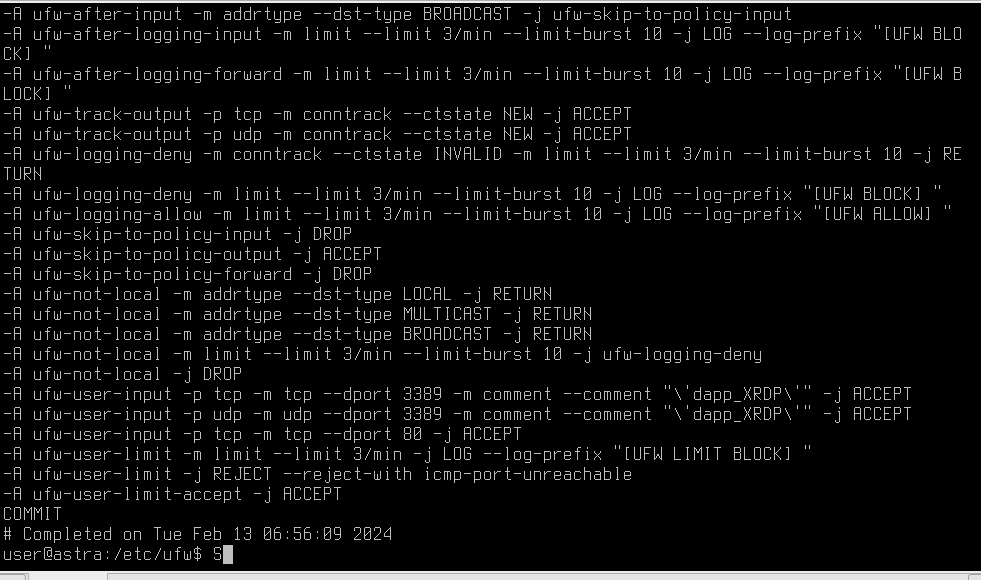 -A ufw-after-input -m addrtype --dst-type BROADCAST -j ufw-skip-to-policy-input
-A ufw-after-logging-input -m limit --limit 3/min --limit-burst 10 -j LOG --log-prefix "[UFW BLO
CK] "
-A ufw-after-logging-forward -m limit --limit 3/min --limit-burst 10 -j LOG --log-prefix "[UFW B
LOCK] "
-A ufw-track-output -p tcp -m conntrack --ctstate NEW -j ACCEPT
-A ufw-track-output -p udp -m conntrack --ctstate NEW -j ACCEPT
-A ufw-logging-deny -m conntrack --ctstate INVALID -m limit --limit 3/min --limit-burst 10 -j RE
TURN
-A ufw-logging-deny -m limit --limit 3/min --limit-burst 10 -j LOG --log-prefix "[UFW BLOCK] "
-A ufw-logging-allow -m limit --limit 3/min --limit-burst 10 -j LOG --log-prefix "[UFW ALLOW] "
-A ufw-skip-to-policy-input -j DROP
-A ufw-skip-to-policy-output -j ACCEPT
-A ufw-skip-to-policy-forward -j DROP
-A ufw-not-local -m addrtype --dst-type LOCAL -j RETURN
-A ufw-not-local -m addrtype --dst-type MULTICAST -j RETURN
-A ufw-not-local -m addrtype --dst-type BROADCAST -j RETURN
-A ufw-not-local -m limit --limit 3/min --limit-burst 10 -j ufw-logging-deny
-A ufw-not-local -j DROP
-A ufw-user-input -p tcp -m tcp --dport 3389 -m comment --comment "\'dapp_XRDP\'" -j ACCEPT
-A ufw-user-input -p udp -m udp --dport 3389 -m comment --comment "\'dapp_XRDP\'" -j ACCEPT
-A ufw-user-input -p tcp -m tcp --dport 80 -j ACCEPT
-A ufw-user-limit -m limit --limit 3/min -j LOG --log-prefix "[UFW LIMIT BLOCK] "
-A ufw-user-limit -j REJECT --reject-with icmp-port-unreachable
-A ufw-user-limit-accept -j ACCEPT
COMMIT
# Completed on Tue Feb 13 06:56:09 2024
user@astra:/etc/ufw$ S